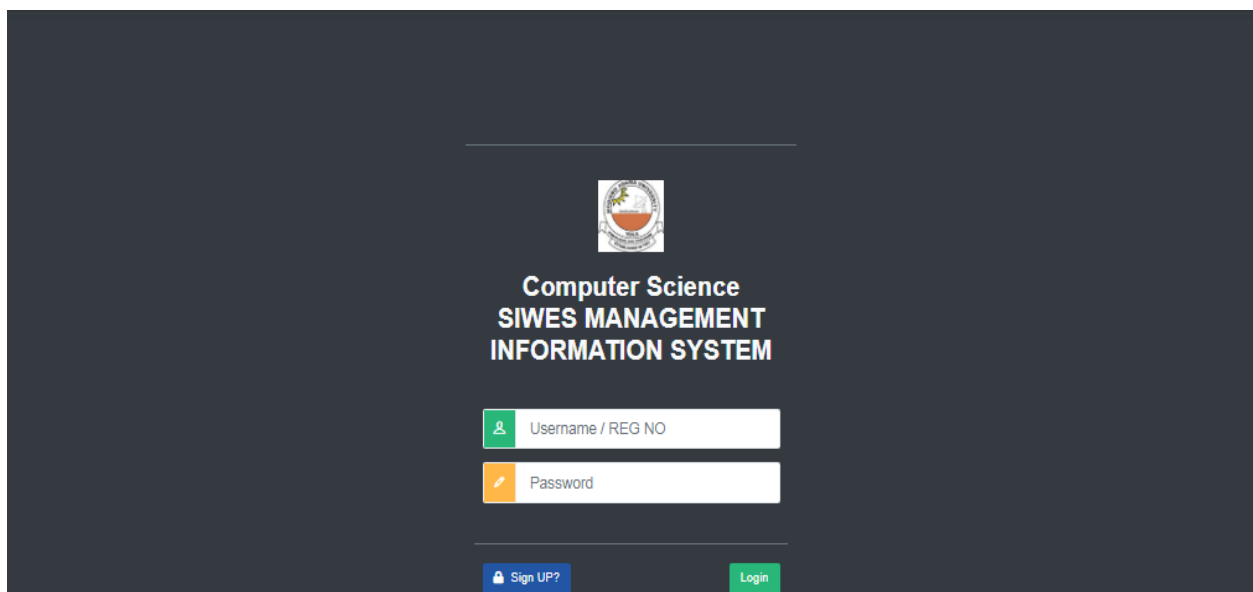 Computer Science
SIWES MANAGEMENT
INFORMATION SYSTEM
Username / REG NO
Password
Sign UP?
Login